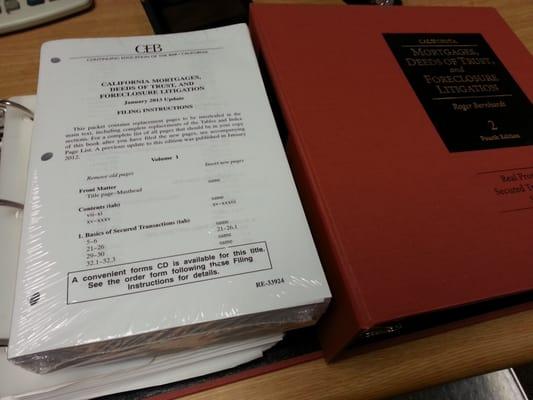 CEB
CONTINUING EDUCATION OF THE BAR • CALIFORNIA
CALIFORNIA MORTGAGES,
DEEDS OF TRUST, AND
FORECLOSURE LITIGATION
January 2013 Update
FILING INSTRUCTIONS
This packet contains replacement pages to be interleaved in the
main text, including complete replacements of the Tables and Index
sections. For a complete list of all pages that should be in your copy
of this book after you have filed the new pages, see accompanying
Page List. A previous update to this edition was published in January
2012.
Volume 1
Remove old pages Insert new pages
Front Matter
Title page-Masthead same
Contents (tab)
vii-xi same
xv-xxxv xv-xxxvii
1. Basics of Secured Transactions (tab)
5-6 same
21-26 21-26.1
29-30 same
32.1-32.3 same
A convenient forms CD is available for this title.
See the order form following these Filing
Instructions for details.
RE-33924
CALIFORNIA
MORTGAGES,
DEEDS OF TRUST,
and
FORECLOSURE
LITIGATION
Roger Bernhardt
2
Fourth Edition
Real Pro
Secured Tr